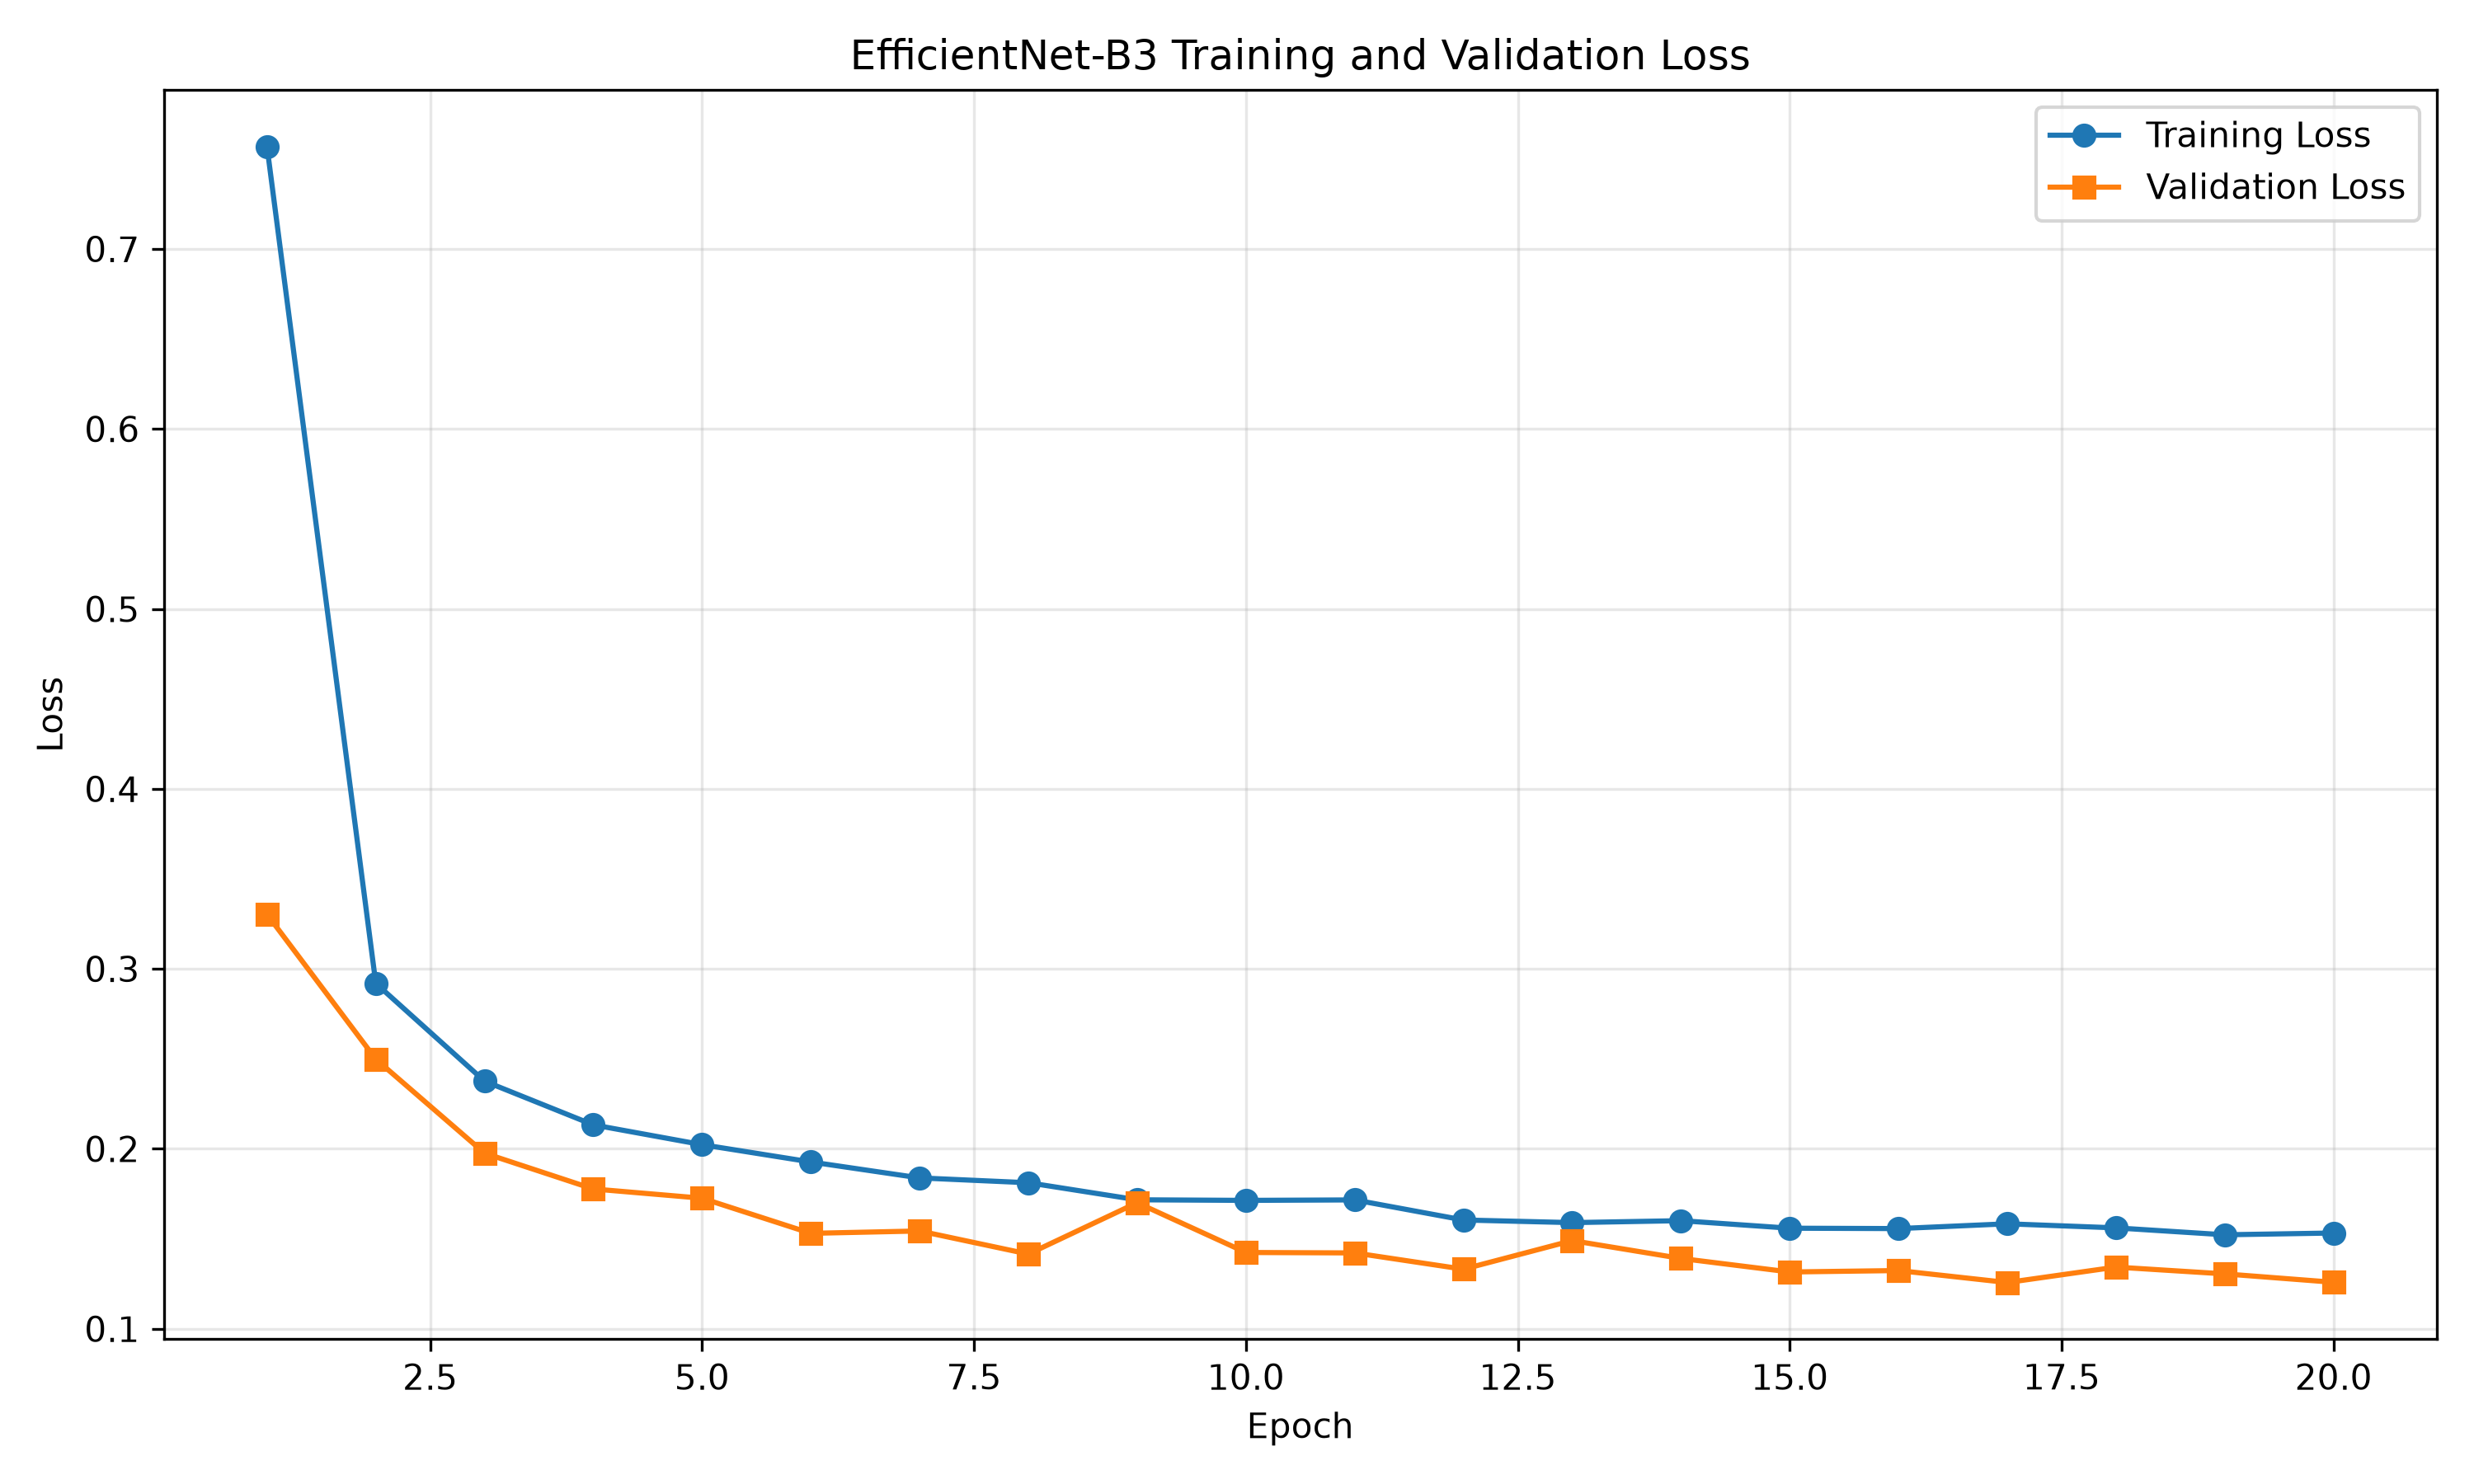 EfficientNet-B3 Training and Validation Loss
Training Loss
Validation Loss
0.7
0.6
0.5
0.4
0.3
0.2
0.1
Loss
2.5 5.0 7.5 10.0 12.5 15.0 17.5 20.0
Epoch